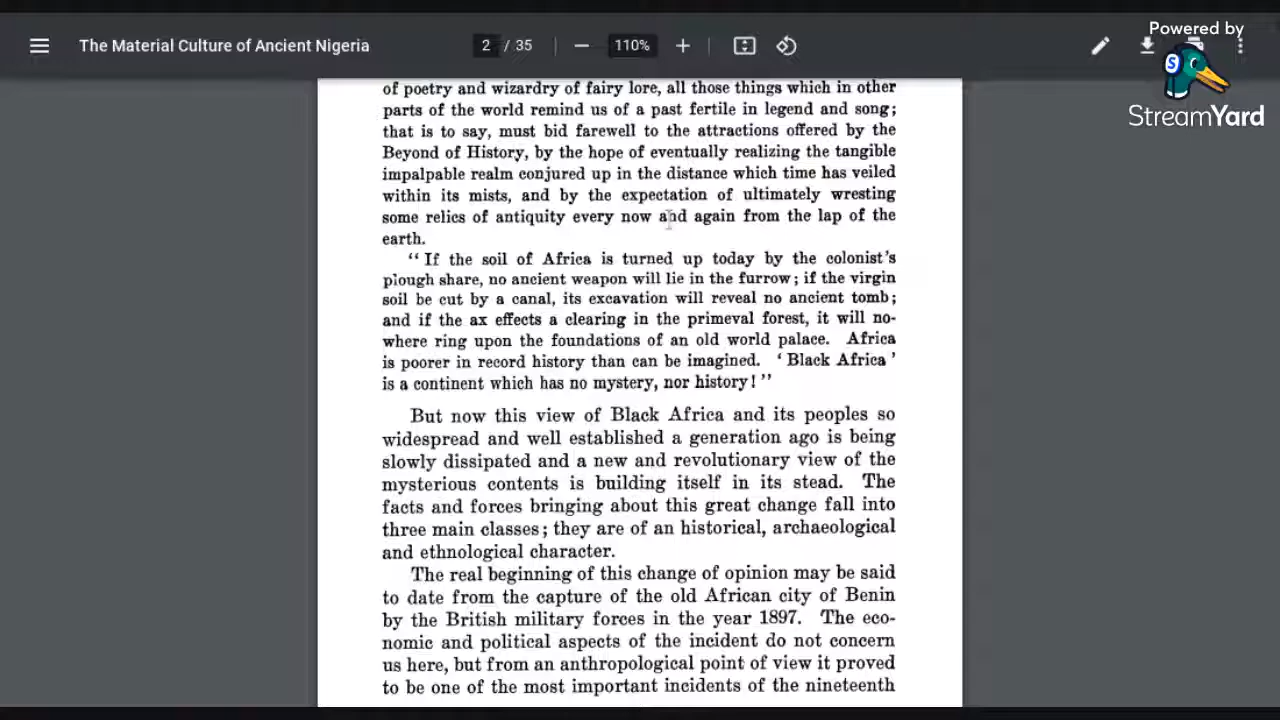 Powered by
StreamYard
The Material Culture of Ancient Nigeria
2 / 35
110%
of poetry and wizardry of fairy lore, all those things which in other
parts of the world remind us of a past fertile in legend and song;
that is to say, must bid farewell to the attractions offered by the
Beyond of History, by the hope of eventually realizing the tangible
impalpable realm conjured up in the distance which time has veiled
within its mists, and by the expectation of ultimately wresting
some relics of antiquity every now and again from the lap of the
earth.
“ If the soil of Africa is turned up today by the colonist’s
plough share, no ancient weapon will lie in the furrow; if the virgin
soil be cut by a canal, its excavation will reveal no ancient tomb;
and if the ax effects a clearing in the primeval forest, it will no-
where ring upon the foundations of an old world palace. Africa
is poorer in record history than can be imagined. ‘ Black Africa ’
is a continent which has no mystery, nor history! ”
But now this view of Black Africa and its peoples so
widespread and well established a generation ago is being
slowly dissipated and a new and revolutionary view of the
mysterious contents is building itself in its stead. The
facts and forces bringing about this great change fall into
three main classes; they are of an historical, archaeological
and ethnological character.
The real beginning of this change of opinion may be said
to date from the capture of the old African city of Benin
by the British military forces in the year 1897. The eco-
nomic and political aspects of the incident do not concern
us here, but from an anthropological point of view it proved
to be one of the most important incidents of the nineteenth